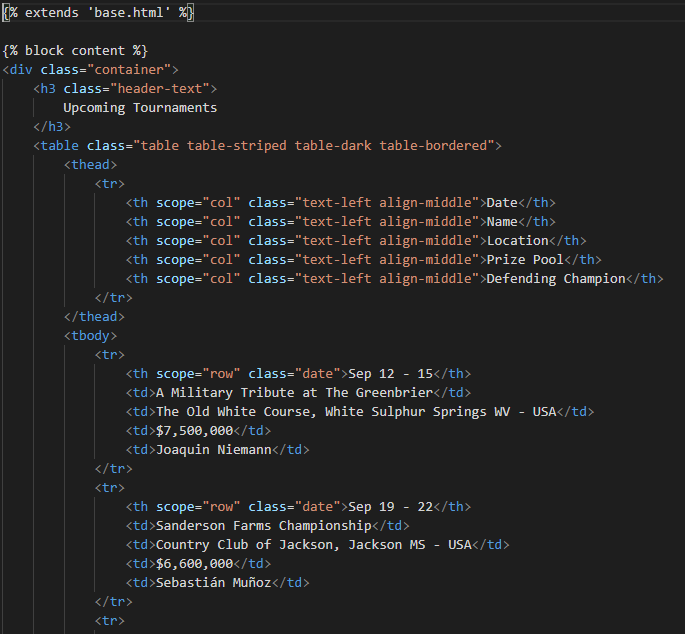 {% extends 'base.html' %}
{% block content %}
<div class="container">
<h3 class="header-text">
Upcoming Tournaments
</h3>
<table class="table table-striped table-dark table-bordered">
<thead>
<tr>
<th scope="col" class="text-left align-middle">Date</th>
<th scope="col" class="text-left align-middle">Name</th>
<th scope="col" class="text-left align-middle">Location</th>
<th scope="col" class="text-left align-middle">Prize Pool</th>
<th scope="col" class="text-left align-middle">Defending Champion</th>
</tr>
</thead>
<tbody>
<tr>
<th scope="row" class="date">Sep 12 - 15</th>
<td>A Military Tribute at The Greenbrier</td>
<td>The Old White Course, White Sulphur Springs WV - USA</td>
<td>$7,500,000</td>
<td>Joaquin Niemann</td>
</tr>
<tr>
<th scope="row" class="date">Sep 19 - 22</th>
<td>Sanderson Farms Championship</td>
<td>Country Club of Jackson, Jackson MS - USA</td>
<td>$6,600,000</td>
<td>Sebastián Muñoz</td>
</tr>
<tr>